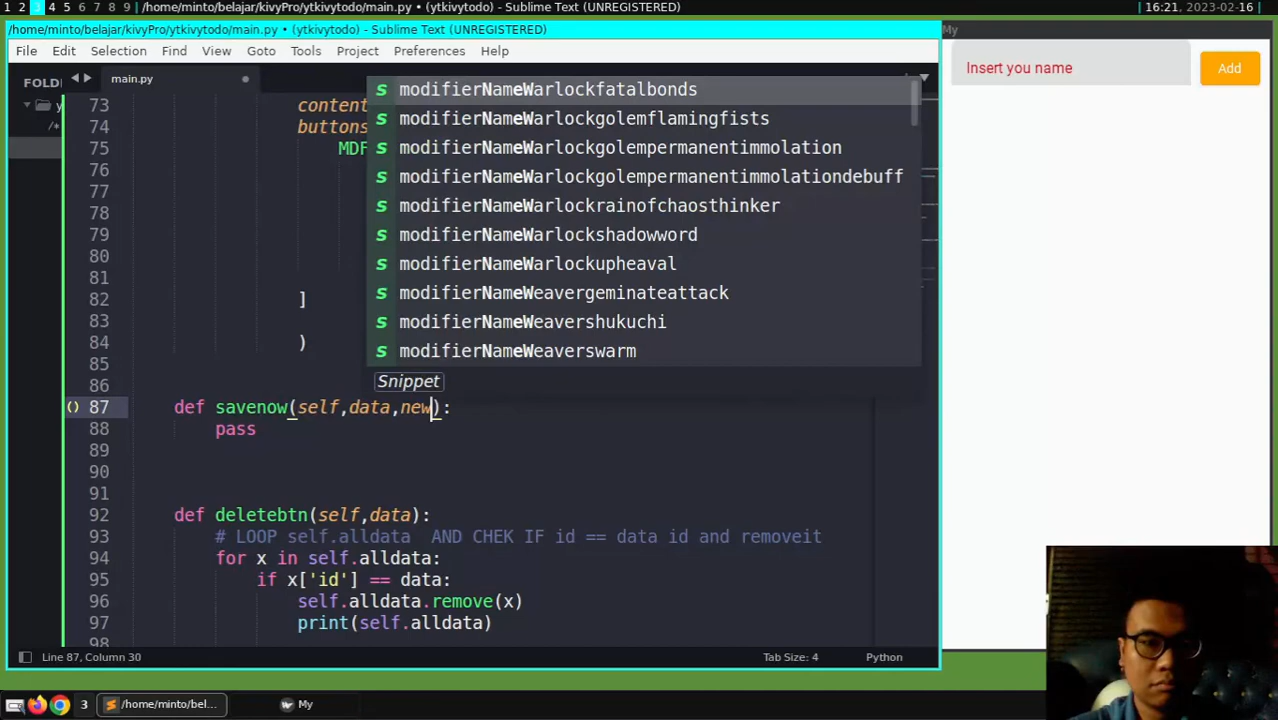 1 2 3 4 5 6 7 8 9 /home/minto/belajar/kivyPro/ytkivytodo/main.py • (ytkivytodo) - Sublime Text (UNREGISTERED) 16:21, 2023-02-16
/home/minto/belajar/kivyPro/ytkivytodo/main.py • (ytkivytodo) - Sublime Text (UNREGISTERED)
My
File Edit Selection Find View Goto Tools Project Preferences Help
Insert you name
Add
FOLD
main.py
y
/*
73 content
74 buttons
75 MDF
76
77
78
79
80
81
82 ]
83
84 )
85
86
modifierNameWarlockfatalbonds
modifierNameWarlockgolemflamingfists
modifierNameWarlockgolempermanentimmolation
modifierNameWarlockgolempermanentimmolationdebuff
modifierNameWarlockrainofchaosthinker
modifierNameWarlockshadowword
modifierNameWarlockupheaval
modifierNameWeavergeminateattack
modifierNameWeavershukuchi
modifierNameWeaverswarm
Snippet
() 87 def savenow(self,data,new):
88 pass
89
90
91
92 def deletebtn(self,data):
93 # LOOP self.alldata AND CHEK IF id == data id and removeit
94 for x in self.alldata:
95 if x['id'] == data:
96 self.alldata.remove(x)
97 print(self.alldata)
98
Line 87, Column 30
Tab Size: 4 Python
3 /home/minto/bel... My